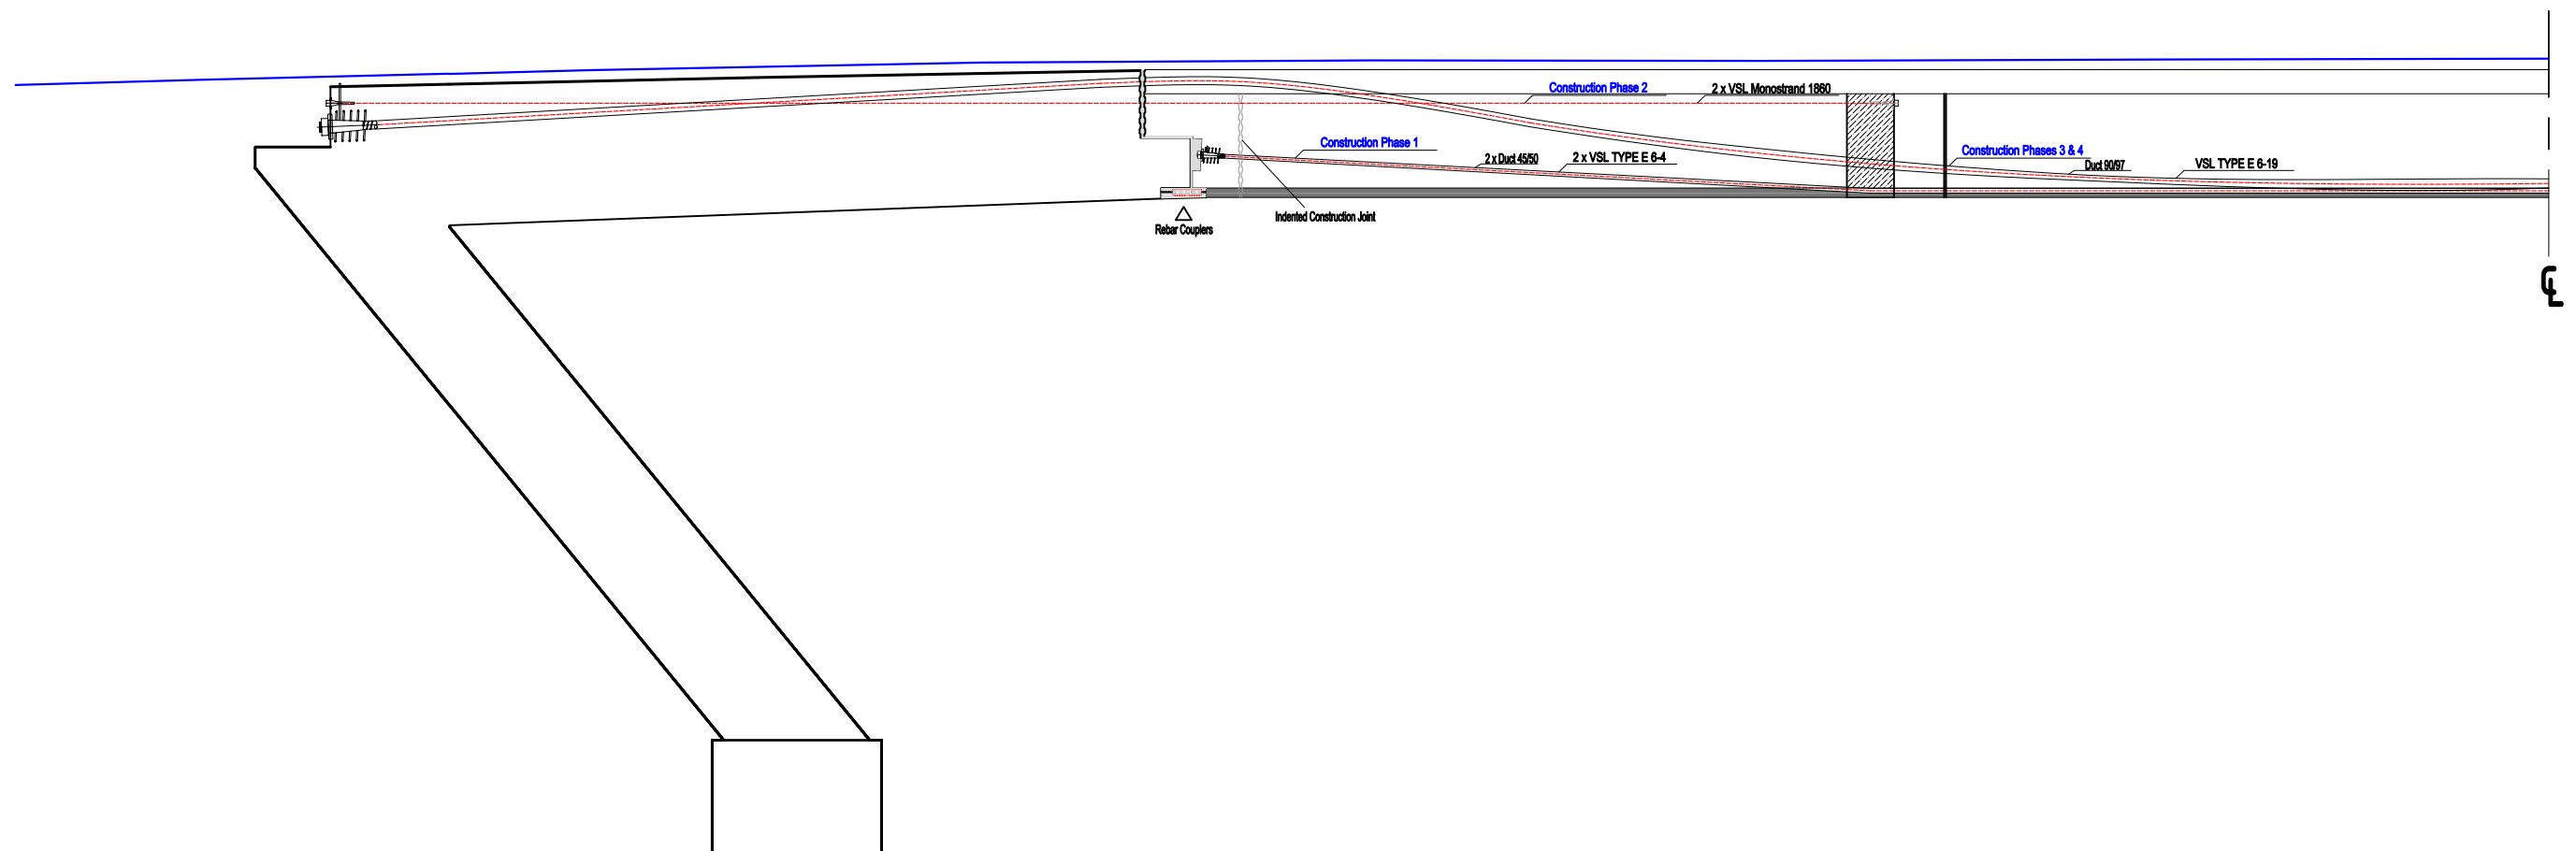 Construction Phase 2
2 x VSL Monostrand 1860
Construction Phase 1
2 x Duct 45/50
2 x VSL TYPE E 6-4
Construction Phases 3 & 4
Duct 90/97
VSL TYPE E 6-19
Indented Construction Joint
Rebar Couplers
CL